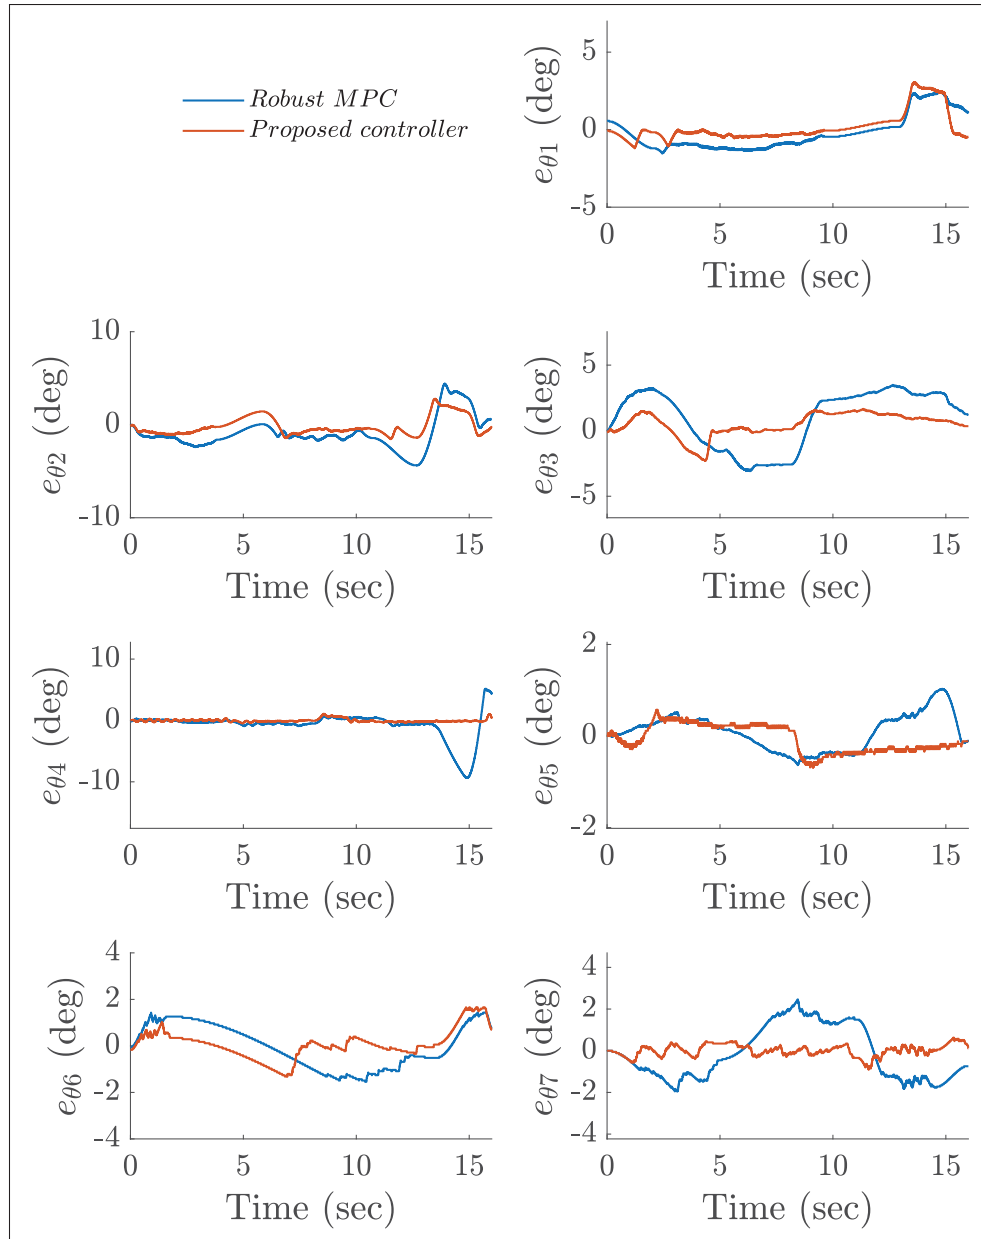 Robust MPC
Proposed controller
5
0
-5
eθ1 (deg)
0 5 10 15
Time (sec)
10
0
-10
eθ2 (deg)
0 5 10 15
Time (sec)
5
0
-5
eθ3 (deg)
0 5 10 15
Time (sec)
10
0
-10
eθ4 (deg)
0 5 10 15
Time (sec)
2
0
-2
eθ5 (deg)
0 5 10 15
Time (sec)
4
2
0
-2
-4
eθ6 (deg)
0 5 10 15
Time (sec)
4
2
0
-2
-4
eθ7 (deg)
0 5 10 15
Time (sec)